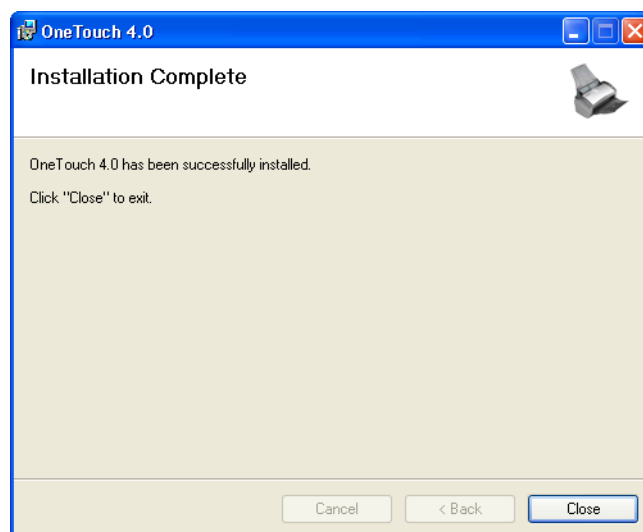 OneTouch 4.0
Installation Complete
OneTouch 4.0 has been successfully installed.
Click "Close" to exit.
Cancel
< Back
Close